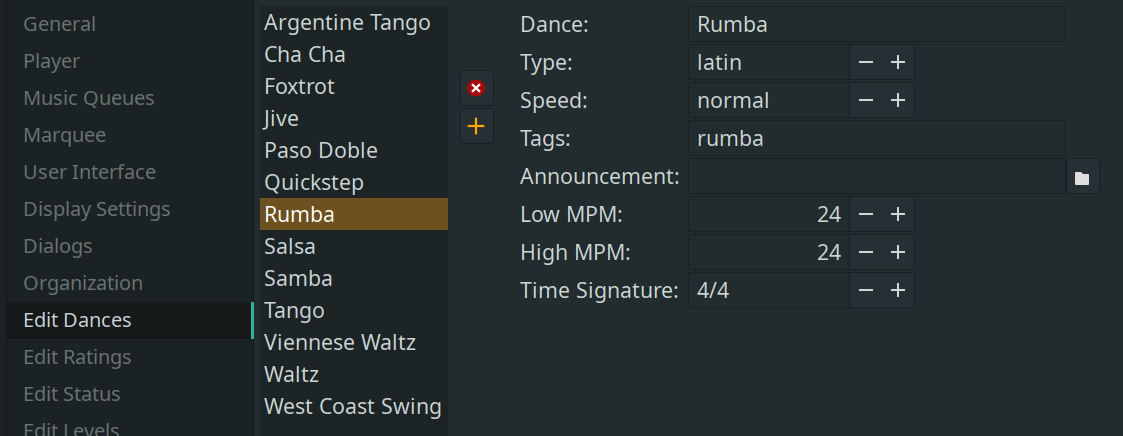 General
Player
Music Queues
Marquee
User Interface
Display Settings
Dialogs
Organization
Edit Dances
Edit Ratings
Edit Status
Edit Levels
Argentine Tango
Cha Cha
Foxtrot
Jive
Paso Doble
Quickstep
Rumba
Salsa
Samba
Tango
Viennese Waltz
Waltz
West Coast Swing
Dance: Rumba
Type: latin
Speed: normal
Tags: rumba
Announcement:
Low MPM: 24
High MPM: 24
Time Signature: 4/4